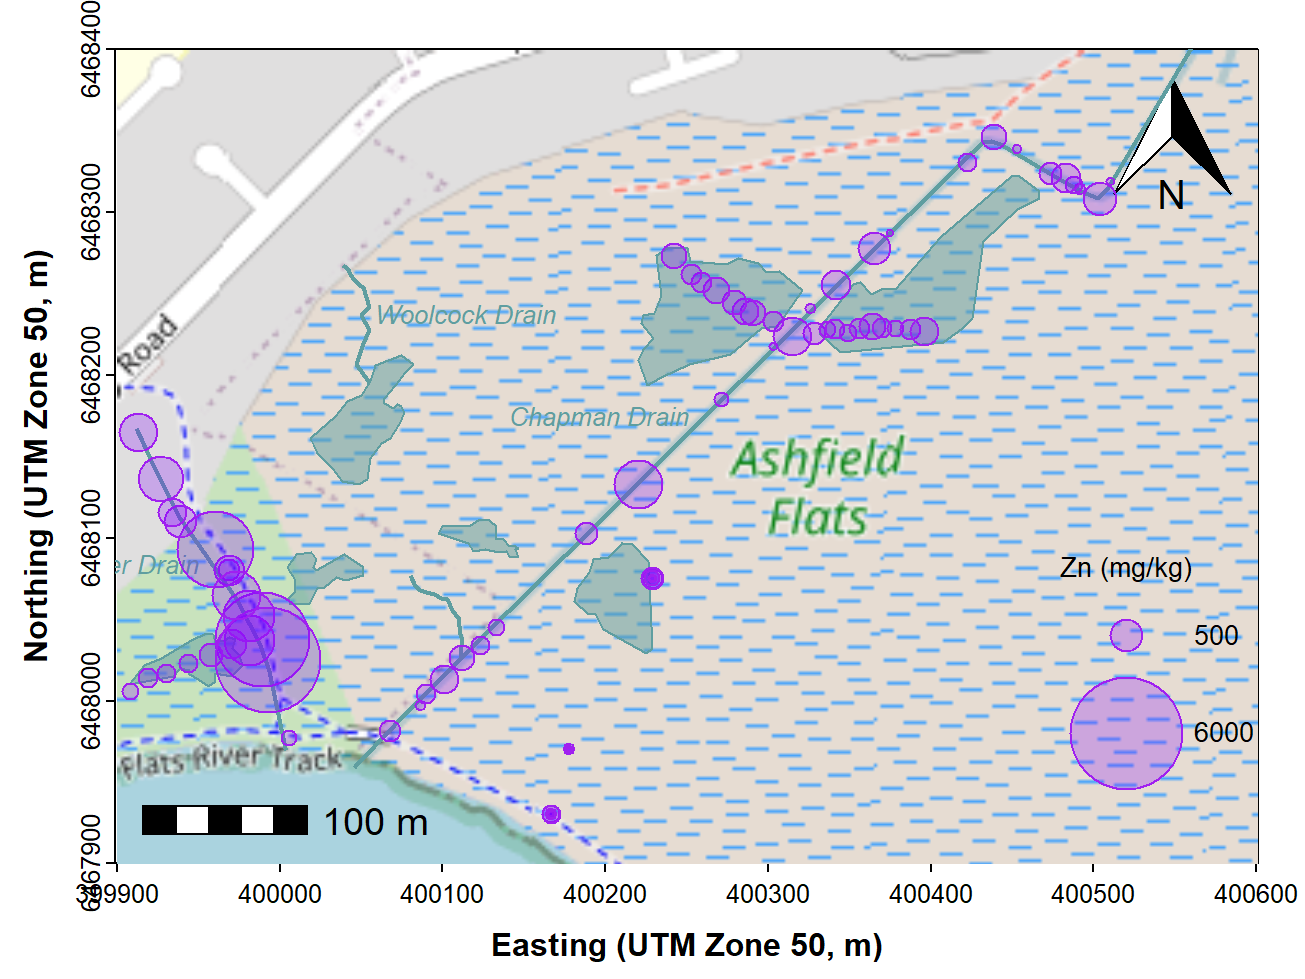 6468400
6468300
6468200
6468100
6468000
6467900
Northing (UTM Zone 50, m)
Road
Woolcock Drain
Chapman Drain
Ashfield
Flats
er Drain
Flats River Track
N
Zn (mg/kg)
500
6000
100 m
399900 400000 400100 400200 400300 400400 400500 400600
Easting (UTM Zone 50, m)